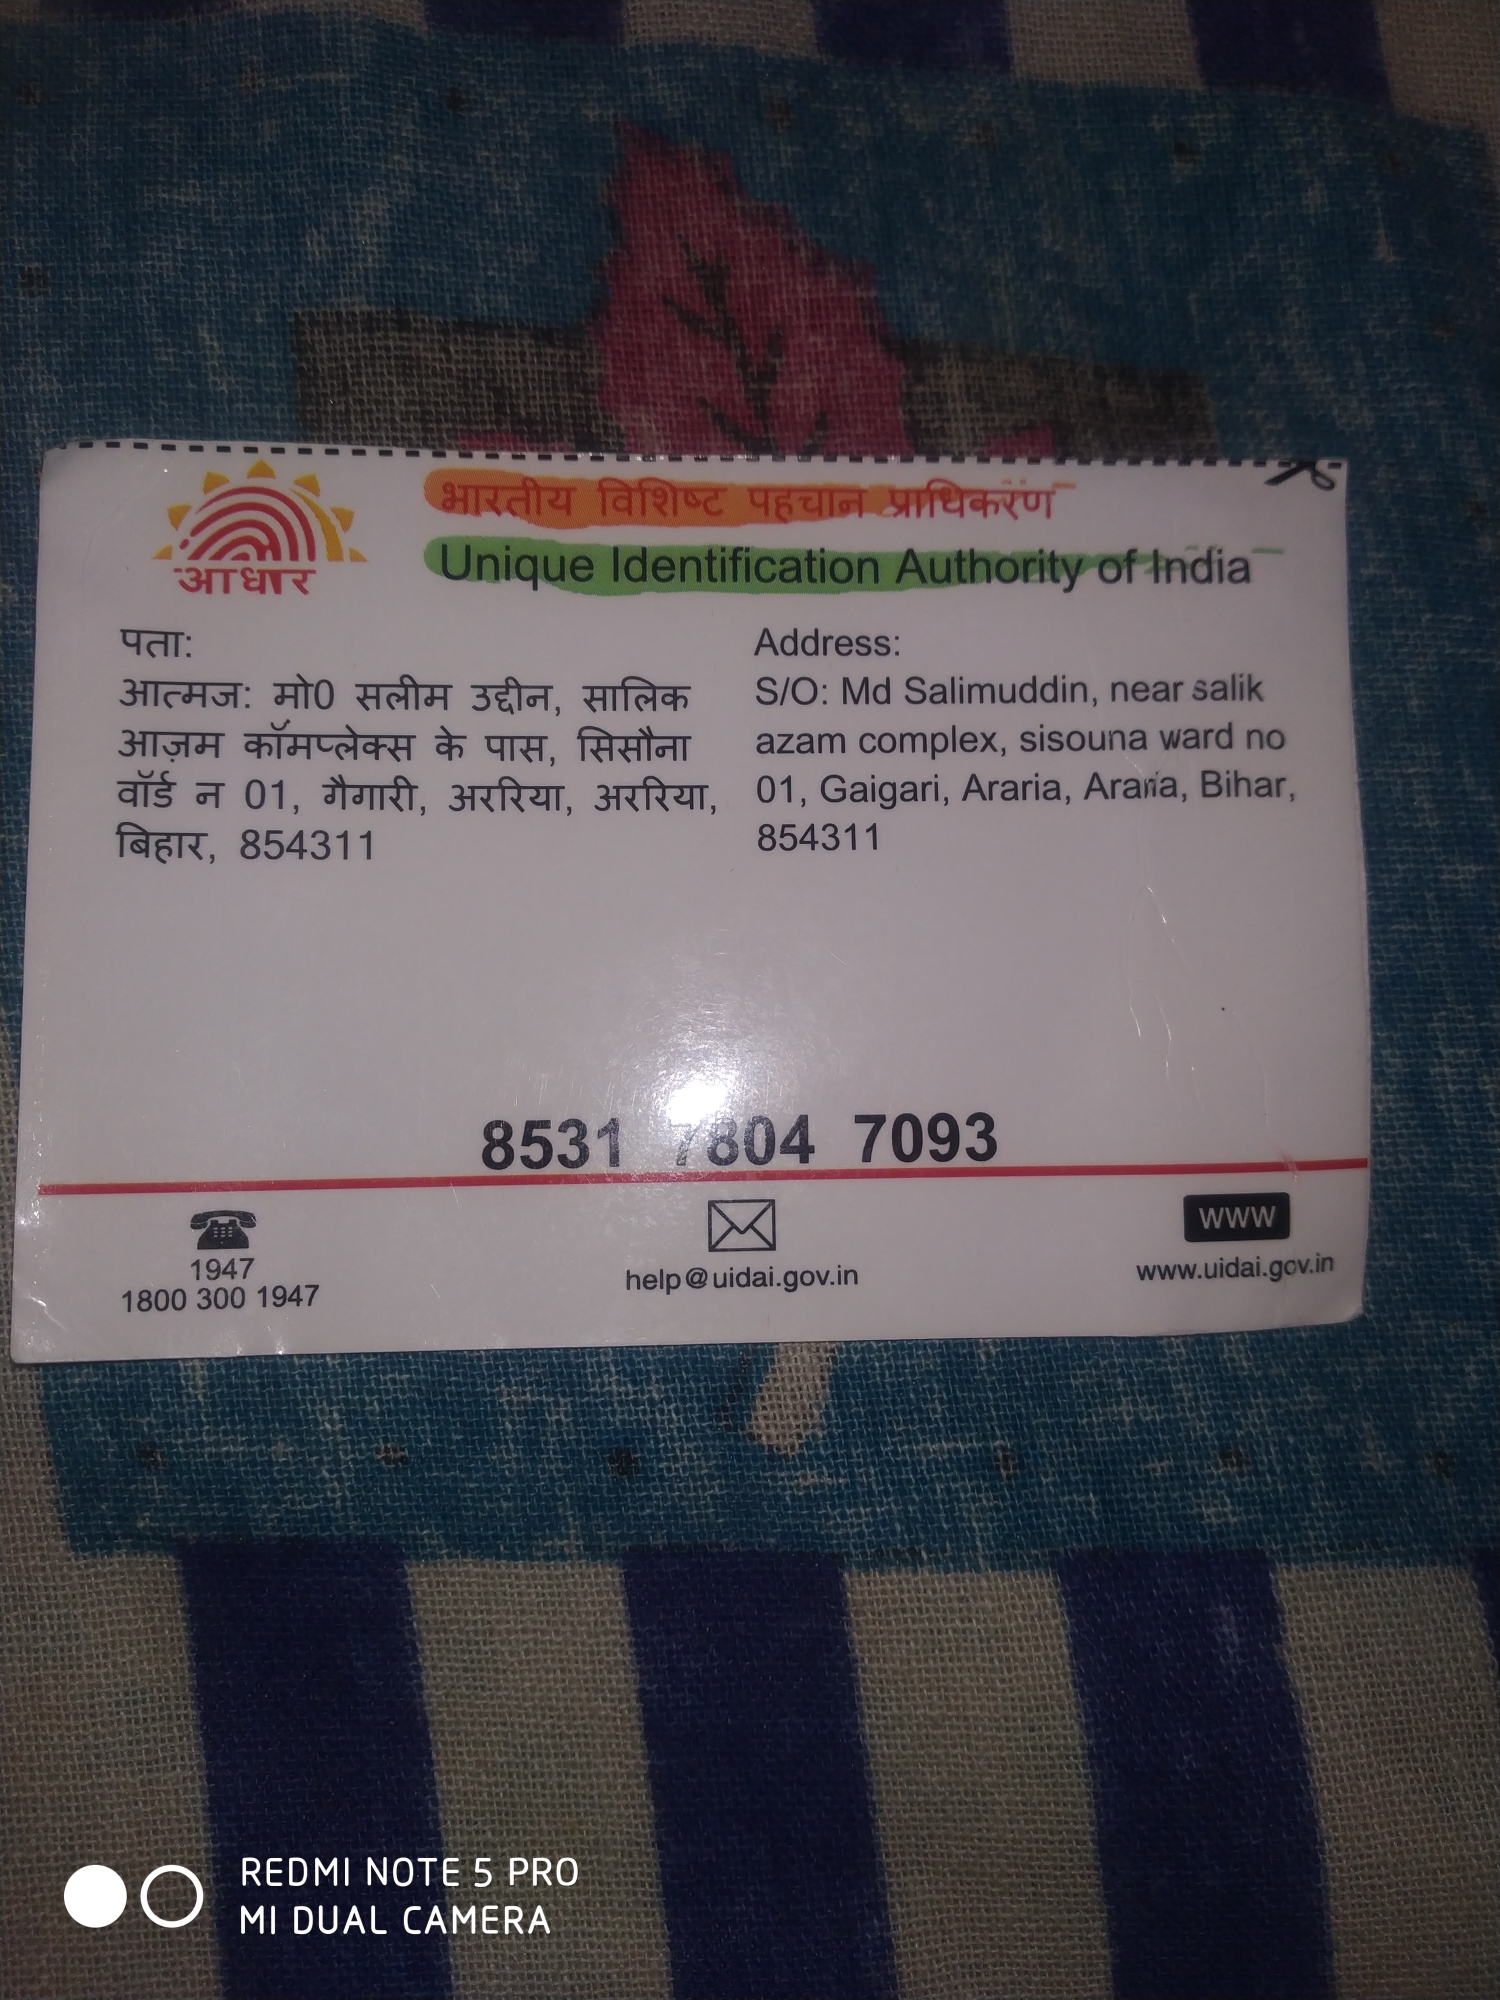 भारतीय विशिष्ट पहचान प्राधिकरण
Unique Identification Authority of India
आधार
पता:
आत्मज: मो0 सलीम उद्दीन, सालिक
आज़म कॉमप्लेक्स के पास, सिसौना
वॉर्ड न 01, गैगारी, अररिया, अररिया,
बिहार, 854311
Address:
S/O: Md Salimuddin, near salik
azam complex, sisouna ward no
01, Gaigari, Araria, Araria, Bihar,
854311
8531 7804 7093
1947
1800 300 1947
help@uidai.gov.in
www
www.uidai.gov.in
REDMI NOTE 5 PRO
MI DUAL CAMERA